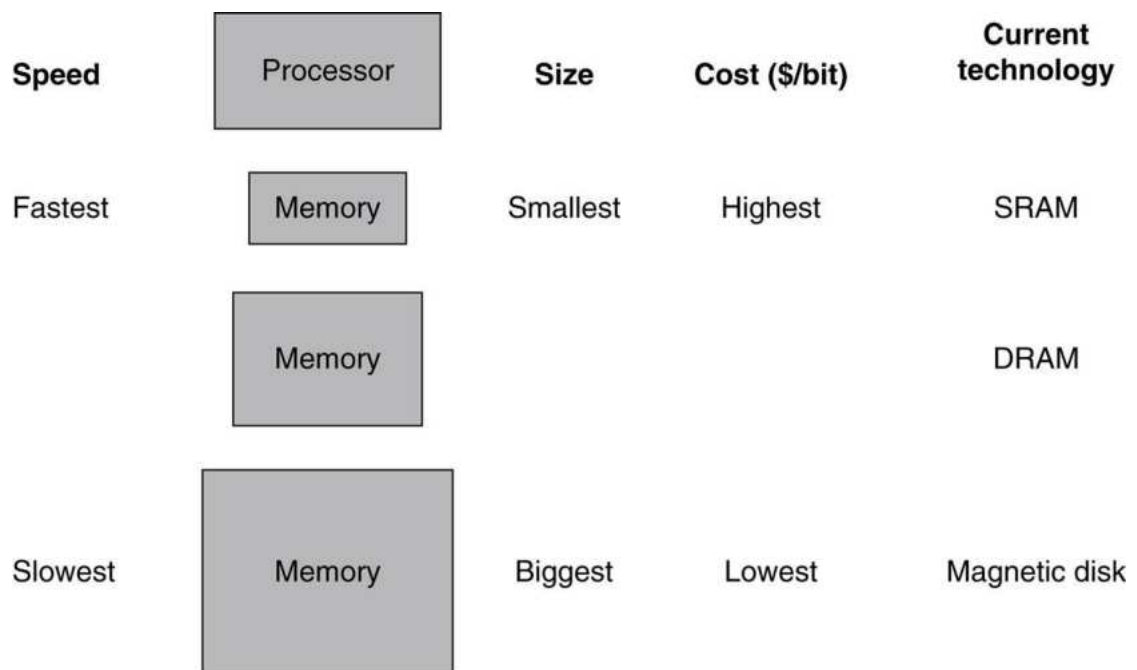 Speed
Processor
Size
Cost ($/bit)
Current
technology
Fastest
Memory
Smallest
Highest
SRAM
Memory
DRAM
Slowest
Memory
Biggest
Lowest
Magnetic disk